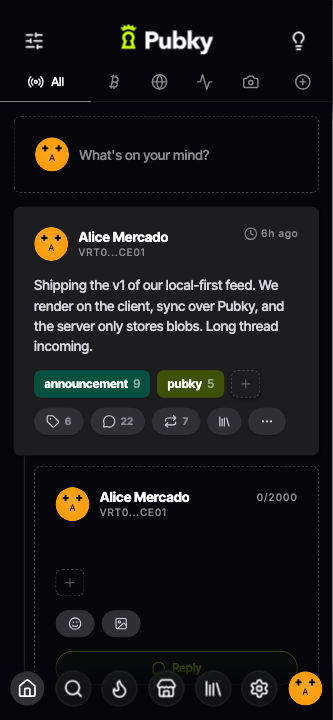 Pubky
All
A
What's on your mind?
A
Alice Mercado
6h ago
VRT0...CE01
Shipping the v1 of our local-first feed. We
render on the client, sync over Pubky, and
the server only stores blobs. Long thread
incoming.
announcement 9
pubky 5
6
22
7
A
Alice Mercado
0/2000
VRT0...CE01
Reply
A